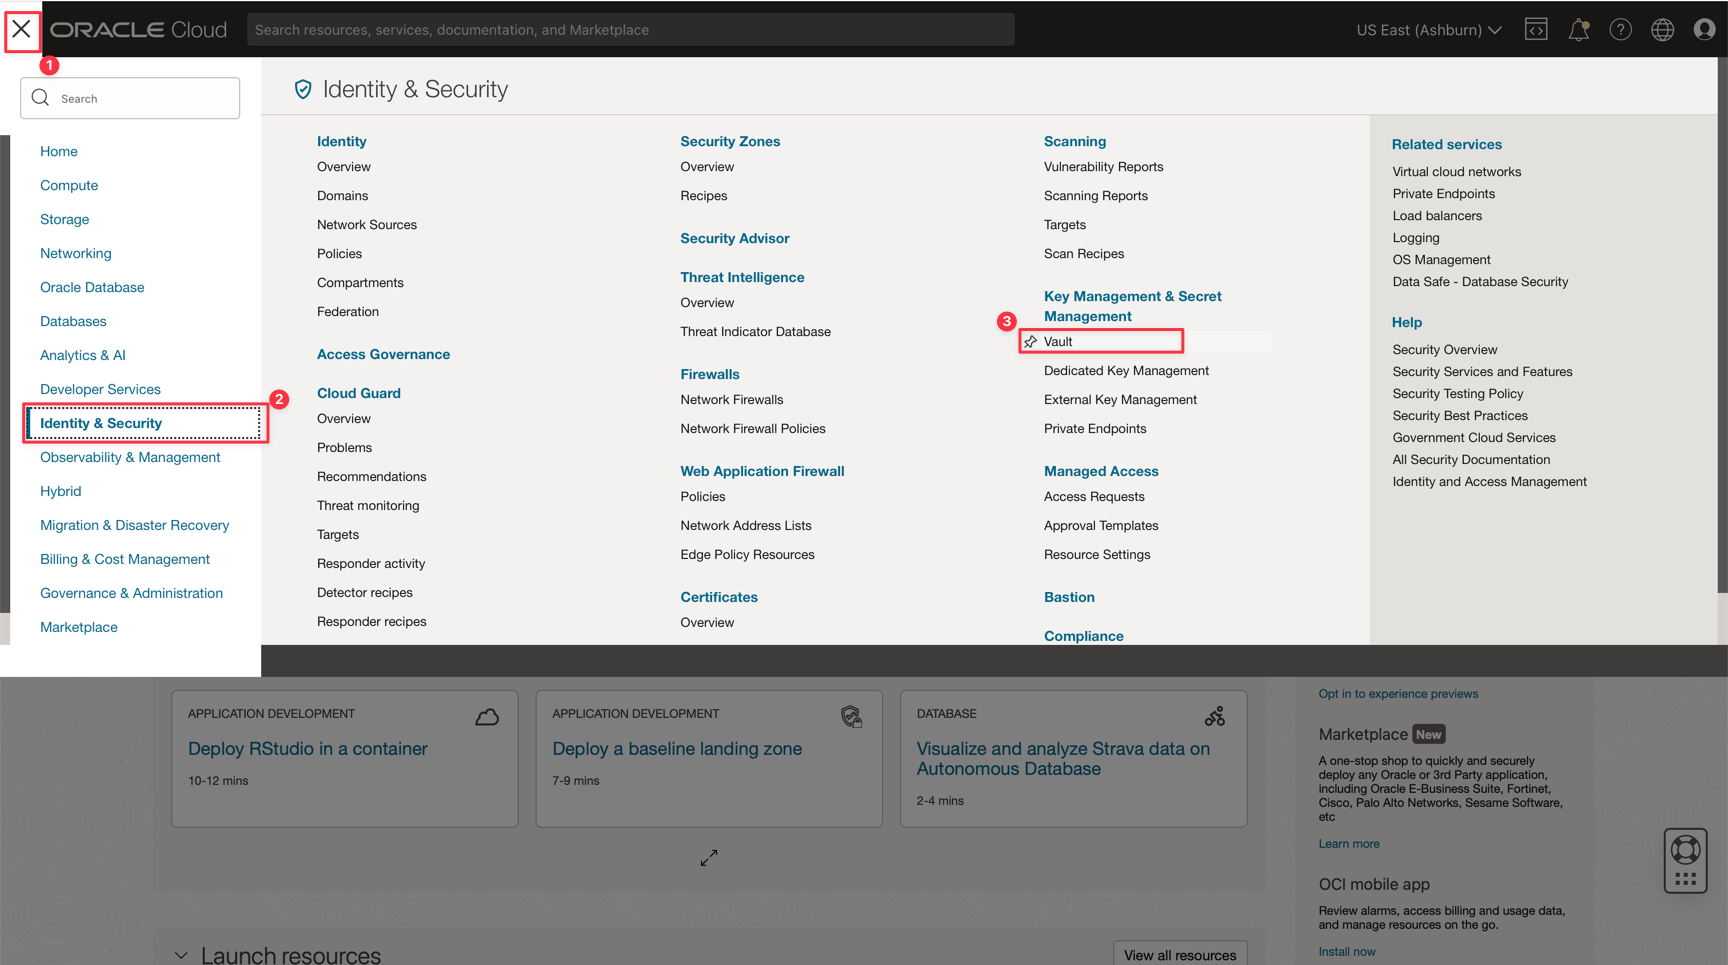 ORACLE Cloud
Search resources, services, documentation, and Marketplace
US East (Ashburn)
1
Search
Home
Compute
Storage
Networking
Oracle Database
Databases
Analytics & AI
Developer Services
Identity & Security
2
Observability & Management
Hybrid
Migration & Disaster Recovery
Billing & Cost Management
Governance & Administration
Marketplace
Identity & Security
Identity
Overview
Domains
Network Sources
Policies
Compartments
Federation
Access Governance
Cloud Guard
Overview
Problems
Recommendations
Threat monitoring
Targets
Responder activity
Detector recipes
Responder recipes
Security Zones
Overview
Recipes
Security Advisor
Threat Intelligence
Overview
Threat Indicator Database
Firewalls
Network Firewalls
Network Firewall Policies
Web Application Firewall
Policies
Network Address Lists
Edge Policy Resources
Certificates
Overview
Scanning
Vulnerability Reports
Scanning Reports
Targets
Scan Recipes
Key Management & Secret
Management
3
Vault
Dedicated Key Management
External Key Management
Private Endpoints
Managed Access
Access Requests
Approval Templates
Resource Settings
Bastion
Compliance
Related services
Virtual cloud networks
Private Endpoints
Load balancers
Logging
OS Management
Data Safe - Database Security
Help
Security Overview
Security Services and Features
Security Testing Policy
Security Best Practices
Government Cloud Services
All Security Documentation
Identity and Access Management
APPLICATION DEVELOPMENT
Deploy RStudio in a container
10-12 mins
APPLICATION DEVELOPMENT
Deploy a baseline landing zone
7-9 mins
DATABASE
Visualize and analyze Strava data on
Autonomous Database
2-4 mins
Launch resources
View all resources
Opt in to experience previews
Marketplace New
A one-stop shop to quickly and securely
deploy any Oracle or 3rd Party application,
including Oracle E-Business Suite, Fortinet,
Cisco, Palo Alto Networks, Sesame Software,
etc
Learn more
OCI mobile app
Review alarms, access billing and usage data,
and manage resources on the go.
Install now